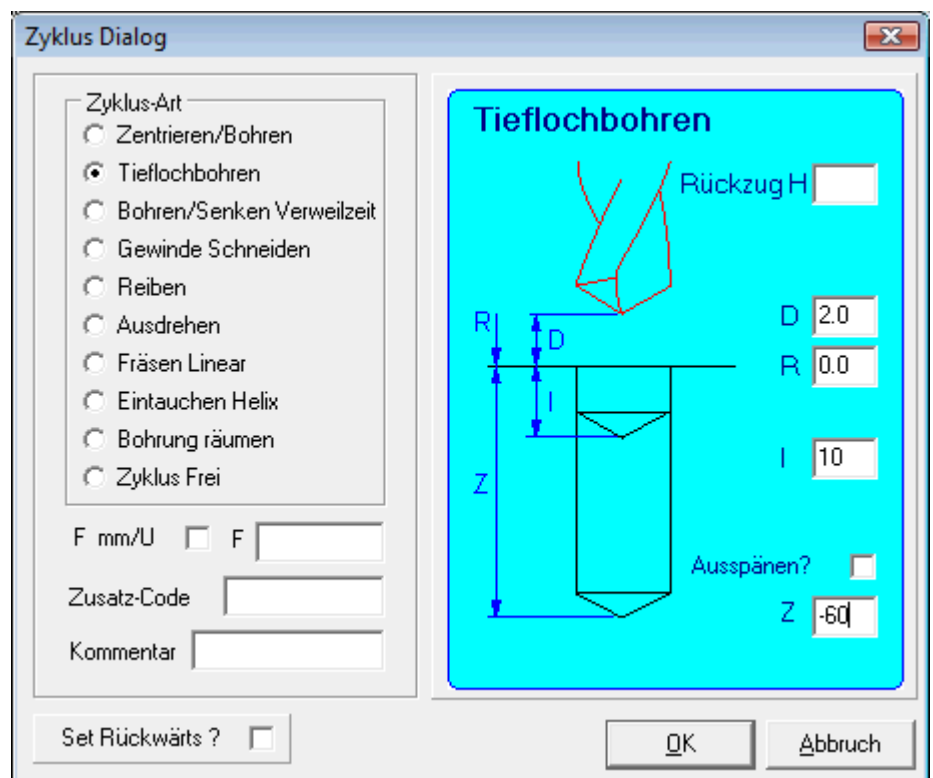 Zyklus Dialog
Zyklus-Art
Zentrieren/Bohren
Tieflochbohren
Bohren/Senken Verweilzeit
Gewinde Schneiden
Reiben
Ausdrehen
Fräsen Linear
Eintauchen Helix
Bohrung räumen
Zyklus Frei
F mm/U F
Zusatz-Code
Kommentar
Set Rückwärts ?
Tieflochbohren
Rückzug H
R
D
D 2.0
R 0.0
I
I 10
Z
Ausspänen?
Z -60
OK
Abbruch